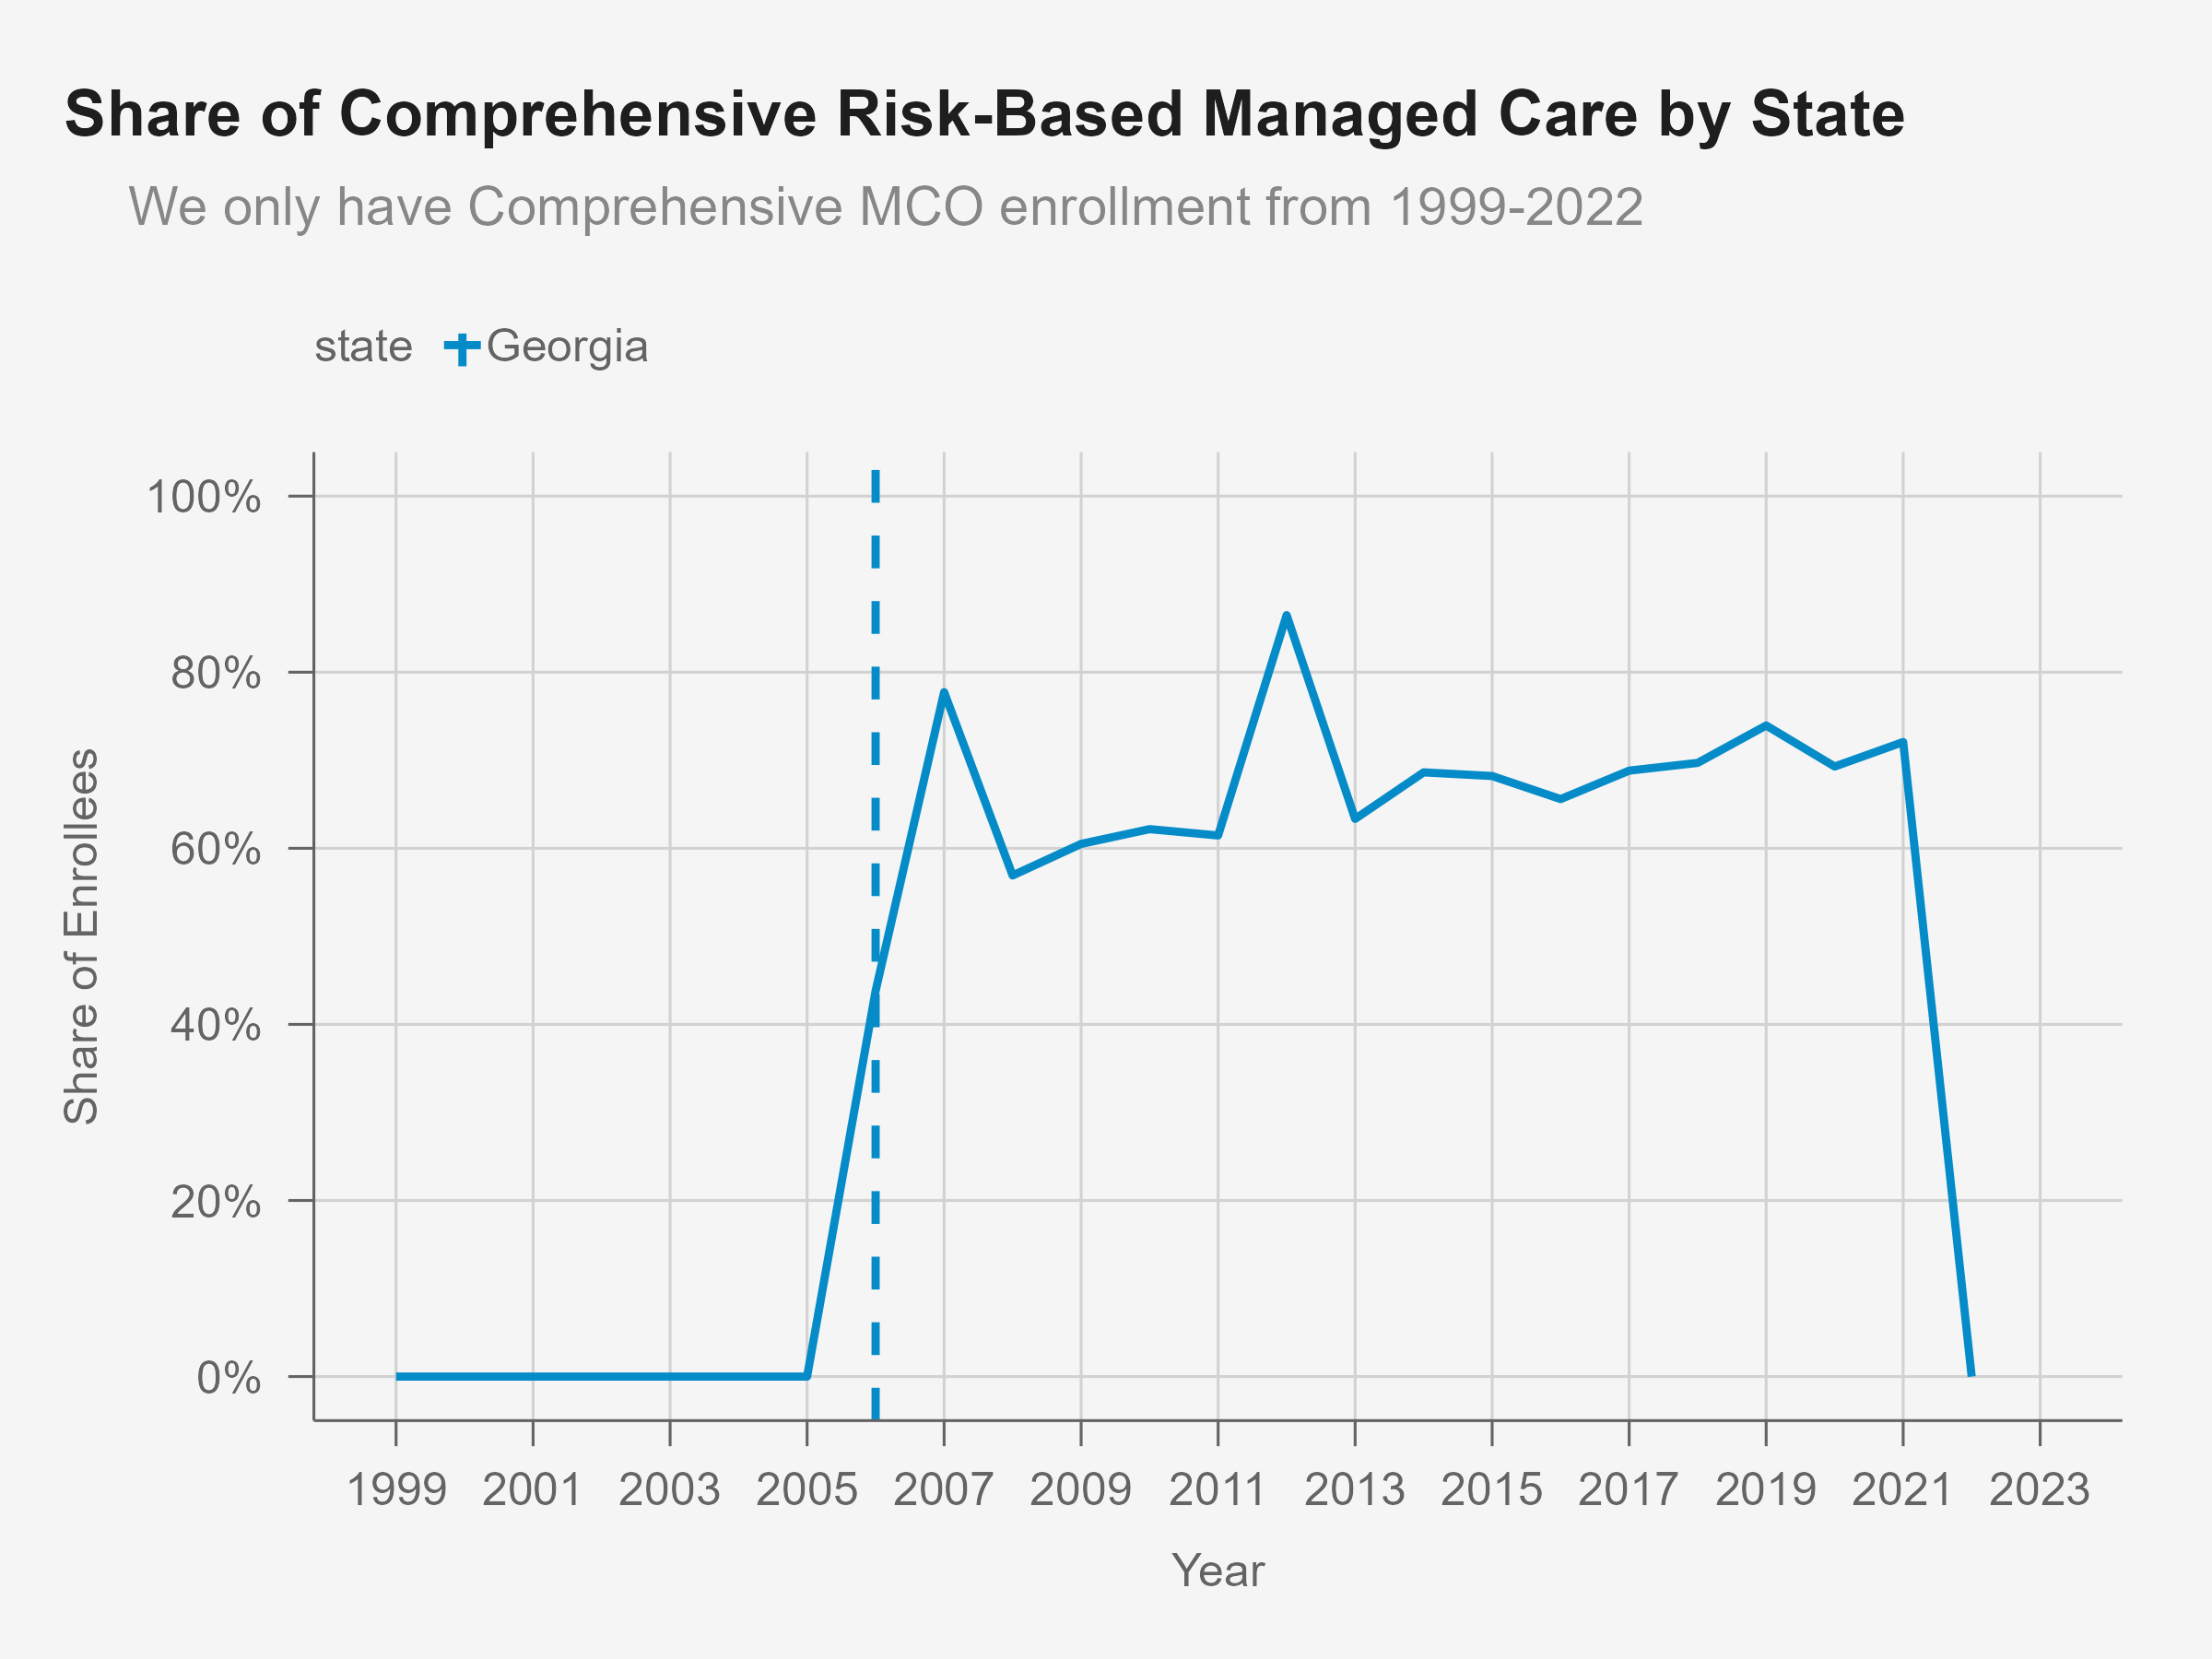 Share of Comprehensive Risk-Based Managed Care by State
We only have Comprehensive MCO enrollment from 1999-2022
state Georgia
100%
80%
60%
40%
20%
0%
Share of Enrollees
1999 2001 2003 2005 2007 2009 2011 2013 2015 2017 2019 2021 2023
Year